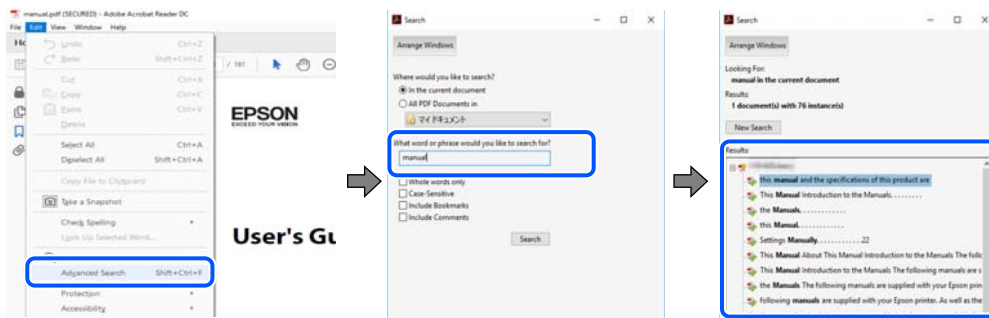 manual.pdf (SECURED) - Adobe Acrobat Reader DC
File Edit View Window Help
Undo Ctrl+Z
Redo Shift+Ctrl+Z
Cut Ctrl+X
Copy Ctrl+C
Paste Ctrl+V
Delete
Select All Ctrl+A
Deselect All Shift+Ctrl+A
Copy File to Clipboard
Take a Snapshot
Check Spelling
Look Up Selected Word...
Advanced Search Shift+Ctrl+F
Protection
Accessibility
/ 191
EPSON
EXCEED YOUR VISION
User's Gu
Search
Arrange Windows
Where would you like to search?
In the current document
All PDF Documents in
マイ ドキュメント
What word or phrase would you like to search for?
manual
Whole words only
Case-Sensitive
Include Bookmarks
Include Comments
Search
Search
Arrange Windows
Looking For:
manual in the current document
Results:
1 document(s) with 76 instance(s)
New Search
Results
this manual and the specifications of this product are
This Manual Introduction to the Manuals. . . . . . . .
the Manuals. . . . . . . . . . . .
this Manual. . . . . . . . . . . .
Settings Manually. . . . . . . . . . . .22
This Manual About This Manual Introduction to the Manuals The follo
This Manual Introduction to the Manuals The following manuals are s
the Manuals The following manuals are supplied with your Epson prin
following manuals are supplied with your Epson printer. As well as the